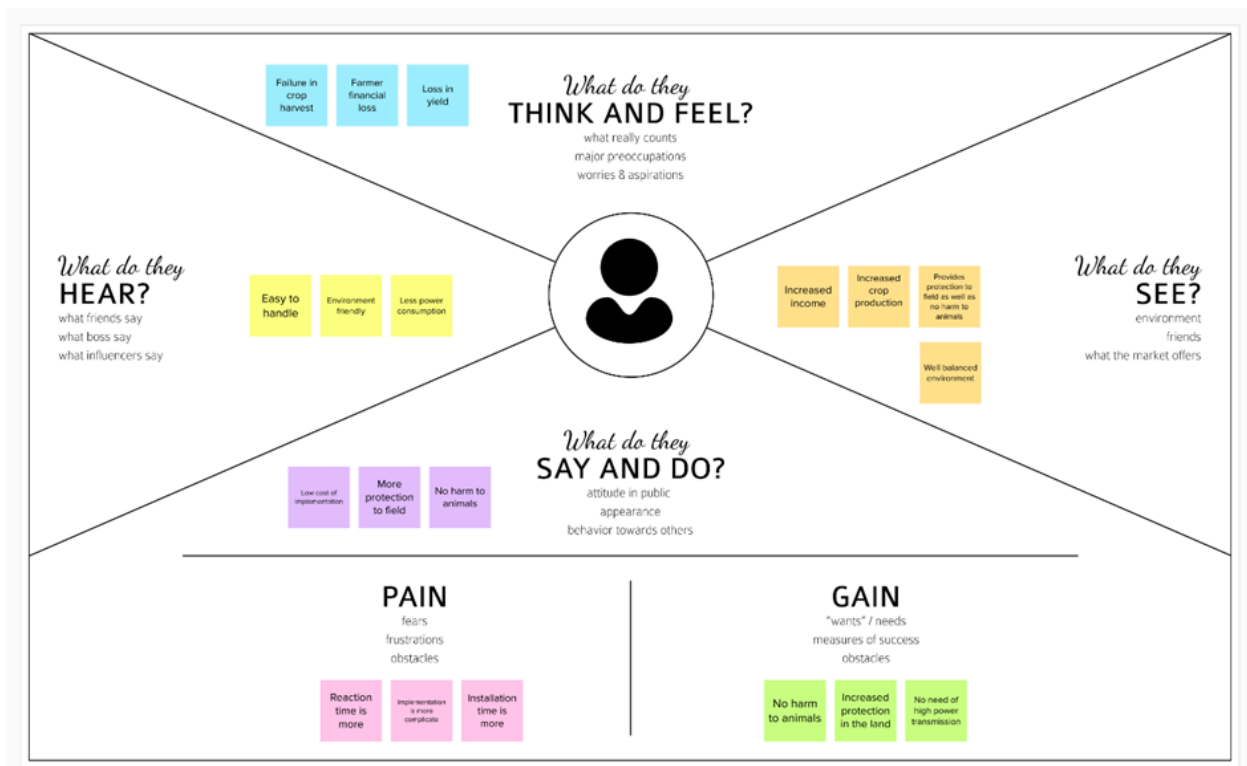 Failure in
crop
harvest
Farmer
financial
loss
Loss in
yield
What do they
THINK AND FEEL?
what really counts
major preoccupations
worries & aspirations
What do they
HEAR?
what friends say
what boss say
what influencers say
Easy to
handle
Environment
friendly
Less power
consumption
Increased
income
Increased
crop
production
Provides
protection to
field as well as
no harm to
animals
Well balanced
environment
What do they
SEE?
environment
friends
what the market offers
What do they
SAY AND DO?
attitude in public
appearance
behavior towards others
Low cost of
implementation
More
protection
to field
No harm to
animals
PAIN
fears
frustrations
obstacles
Reaction
time is
more
Implementation
is more
complicate
Installation
time is
more
GAIN
"wants" / needs
measures of success
obstacles
No harm
to animals
Increased
protection
in the land
No need of
high power
transmission